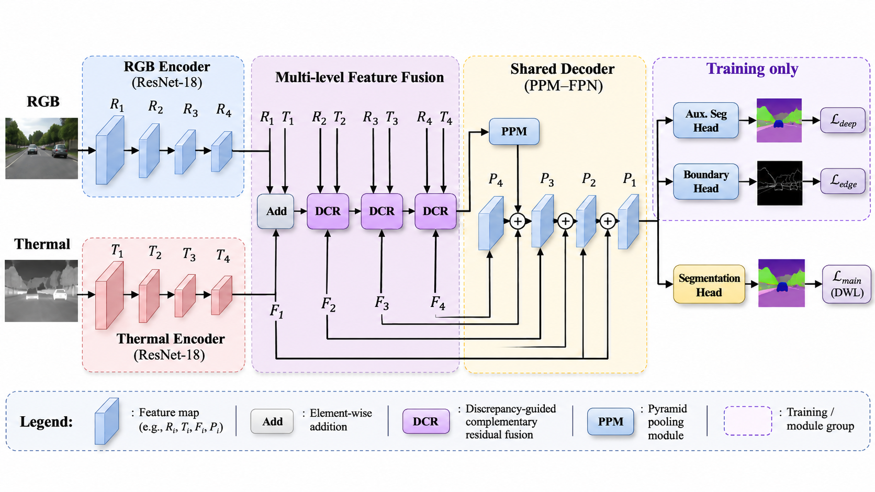 RGB Encoder
(ResNet-18)
Multi-level Feature Fusion
Shared Decoder
(PPM–FPN)
Training only
RGB
R1
R2
R3
R4
R1 T1
R2 T2
R3 T3
R4 T4
PPM
Aux. Seg
Head
ℒdeep
Boundary
Head
ℒedge
P4
P3
P2
P1
Add
DCR
DCR
DCR
Thermal
T1
T2
T3
T4
F1
F2
F3
F4
Thermal Encoder
(ResNet-18)
Segmentation
Head
ℒmain
(DWL)
Legend:
: Feature map
(e.g., Ri, Ti, Fi, Pi)
Add
: Element-wise
addition
DCR
: Discrepancy-guided
complementary
residual fusion
PPM
: Pyramid
pooling
module
: Training /
module group